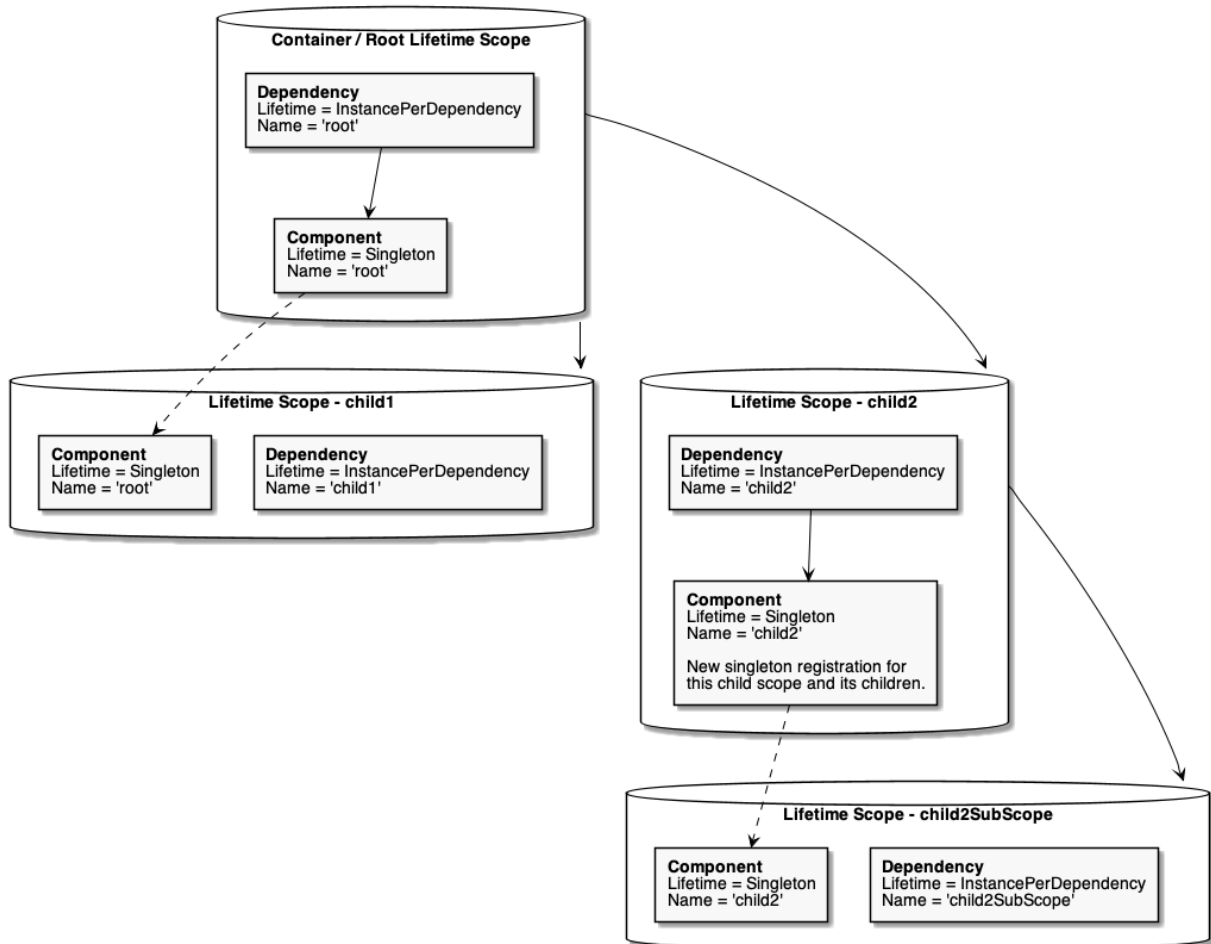 Container / Root Lifetime Scope
Dependency
Lifetime = InstancePerDependency
Name = 'root'
Component
Lifetime = Singleton
Name = 'root'
Lifetime Scope - child1
Component
Lifetime = Singleton
Name = 'root'
Dependency
Lifetime = InstancePerDependency
Name = 'child1'
Lifetime Scope - child2
Dependency
Lifetime = InstancePerDependency
Name = 'child2'
Component
Lifetime = Singleton
Name = 'child2'
New singleton registration for
this child scope and its children.
Lifetime Scope - child2SubScope
Component
Lifetime = Singleton
Name = 'child2'
Dependency
Lifetime = InstancePerDependency
Name = 'child2SubScope'